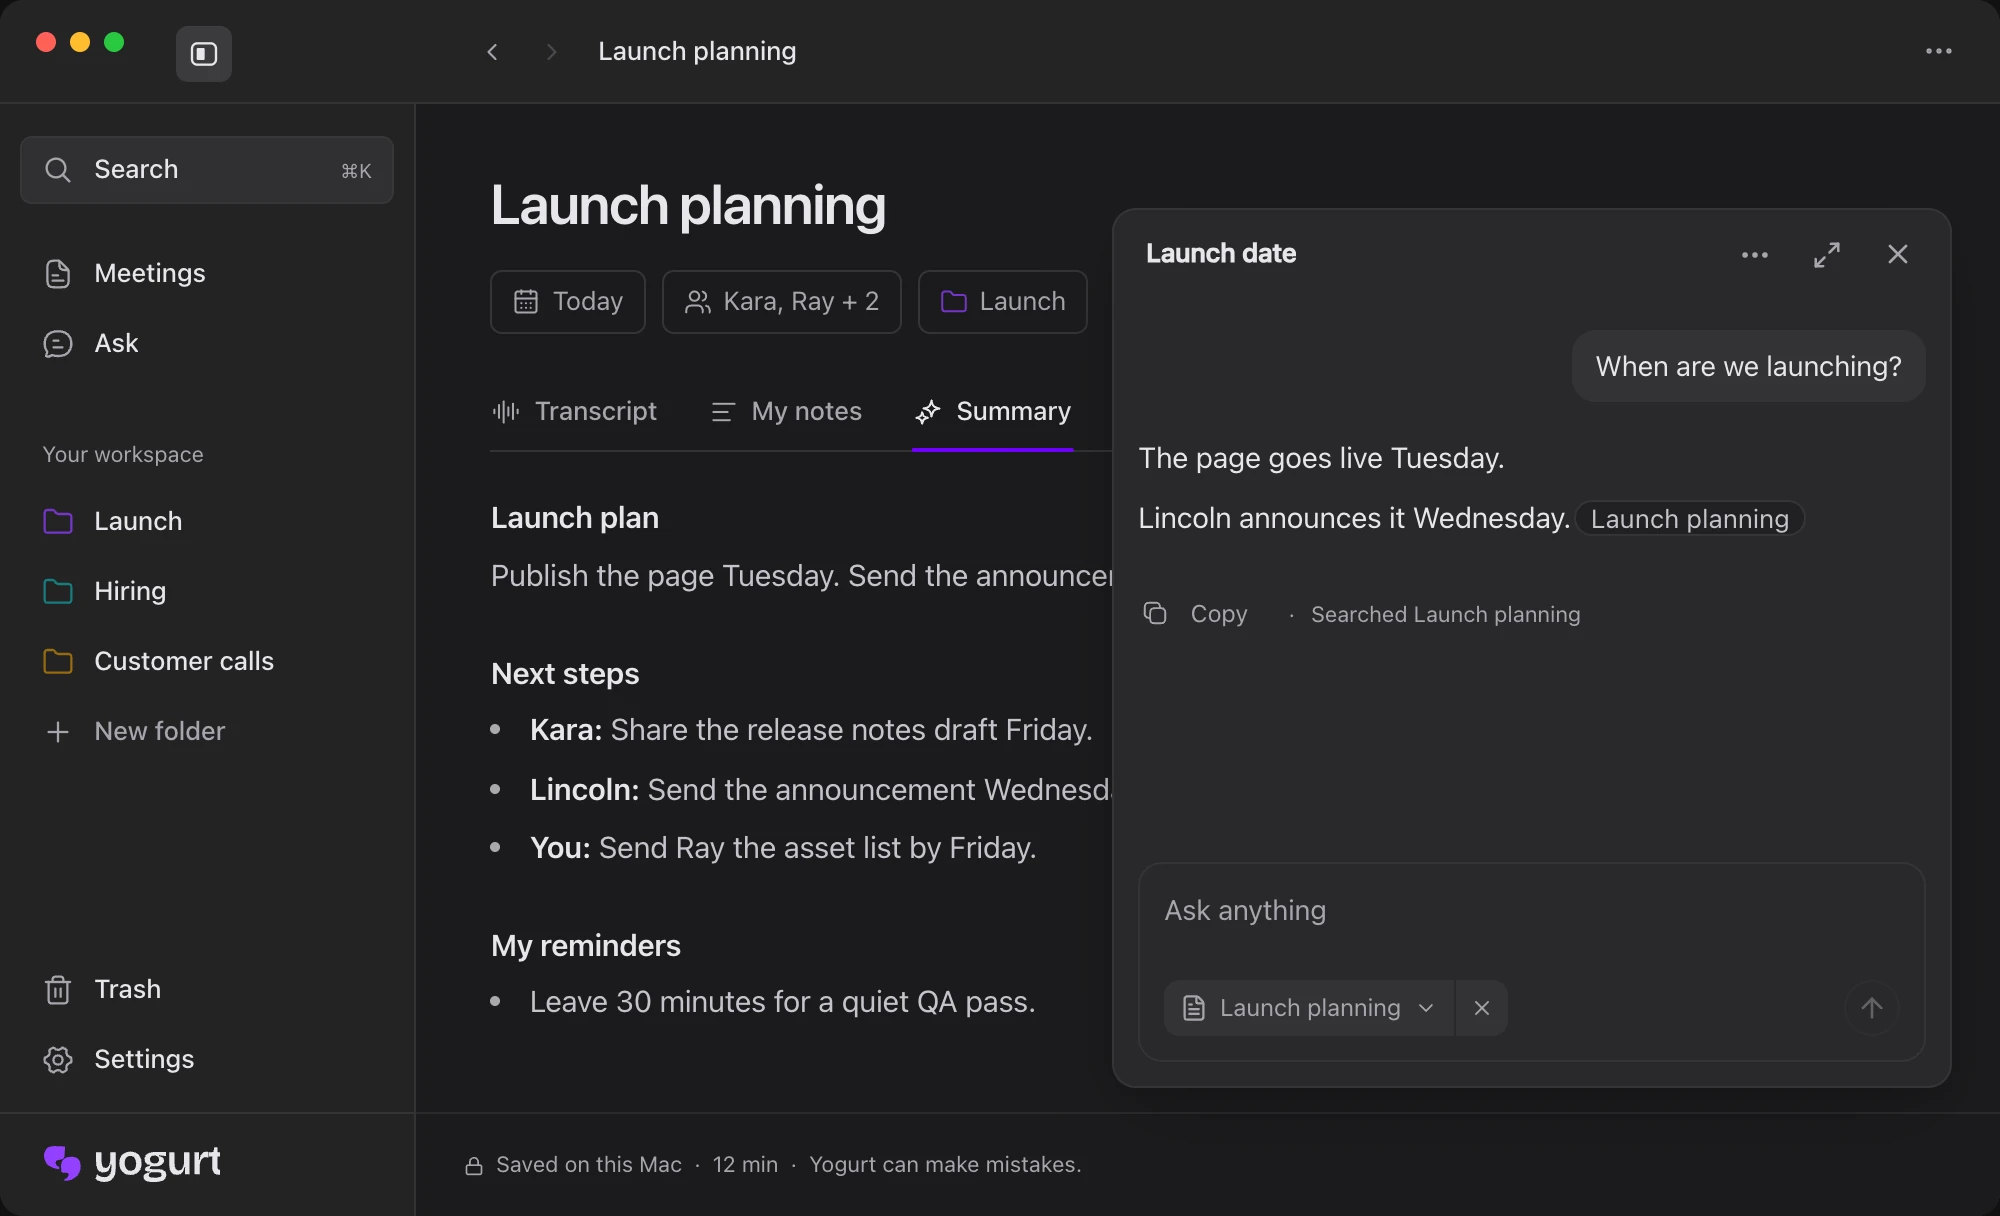 Launch planning
Search ⌘K
Meetings
Ask
Your workspace
Launch
Hiring
Customer calls
New folder
Trash
Settings
yogurt
Launch planning
Today
Kara, Ray + 2
Launch
Transcript
My notes
Summary
Launch plan
Publish the page Tuesday. Send the
Next steps
Kara: Share the release notes draft Friday.
Lincoln: Send the announcement
You: Send Ray the asset list by Friday.
My reminders
Leave 30 minutes for a quiet QA pass.
Launch date
When are we launching?
The page goes live Tuesday.
Lincoln announces it Wednesday. Launch planning
Copy · Searched Launch planning
Ask anything
Launch planning
Saved on this Mac · 12 min · Yogurt can make mistakes.